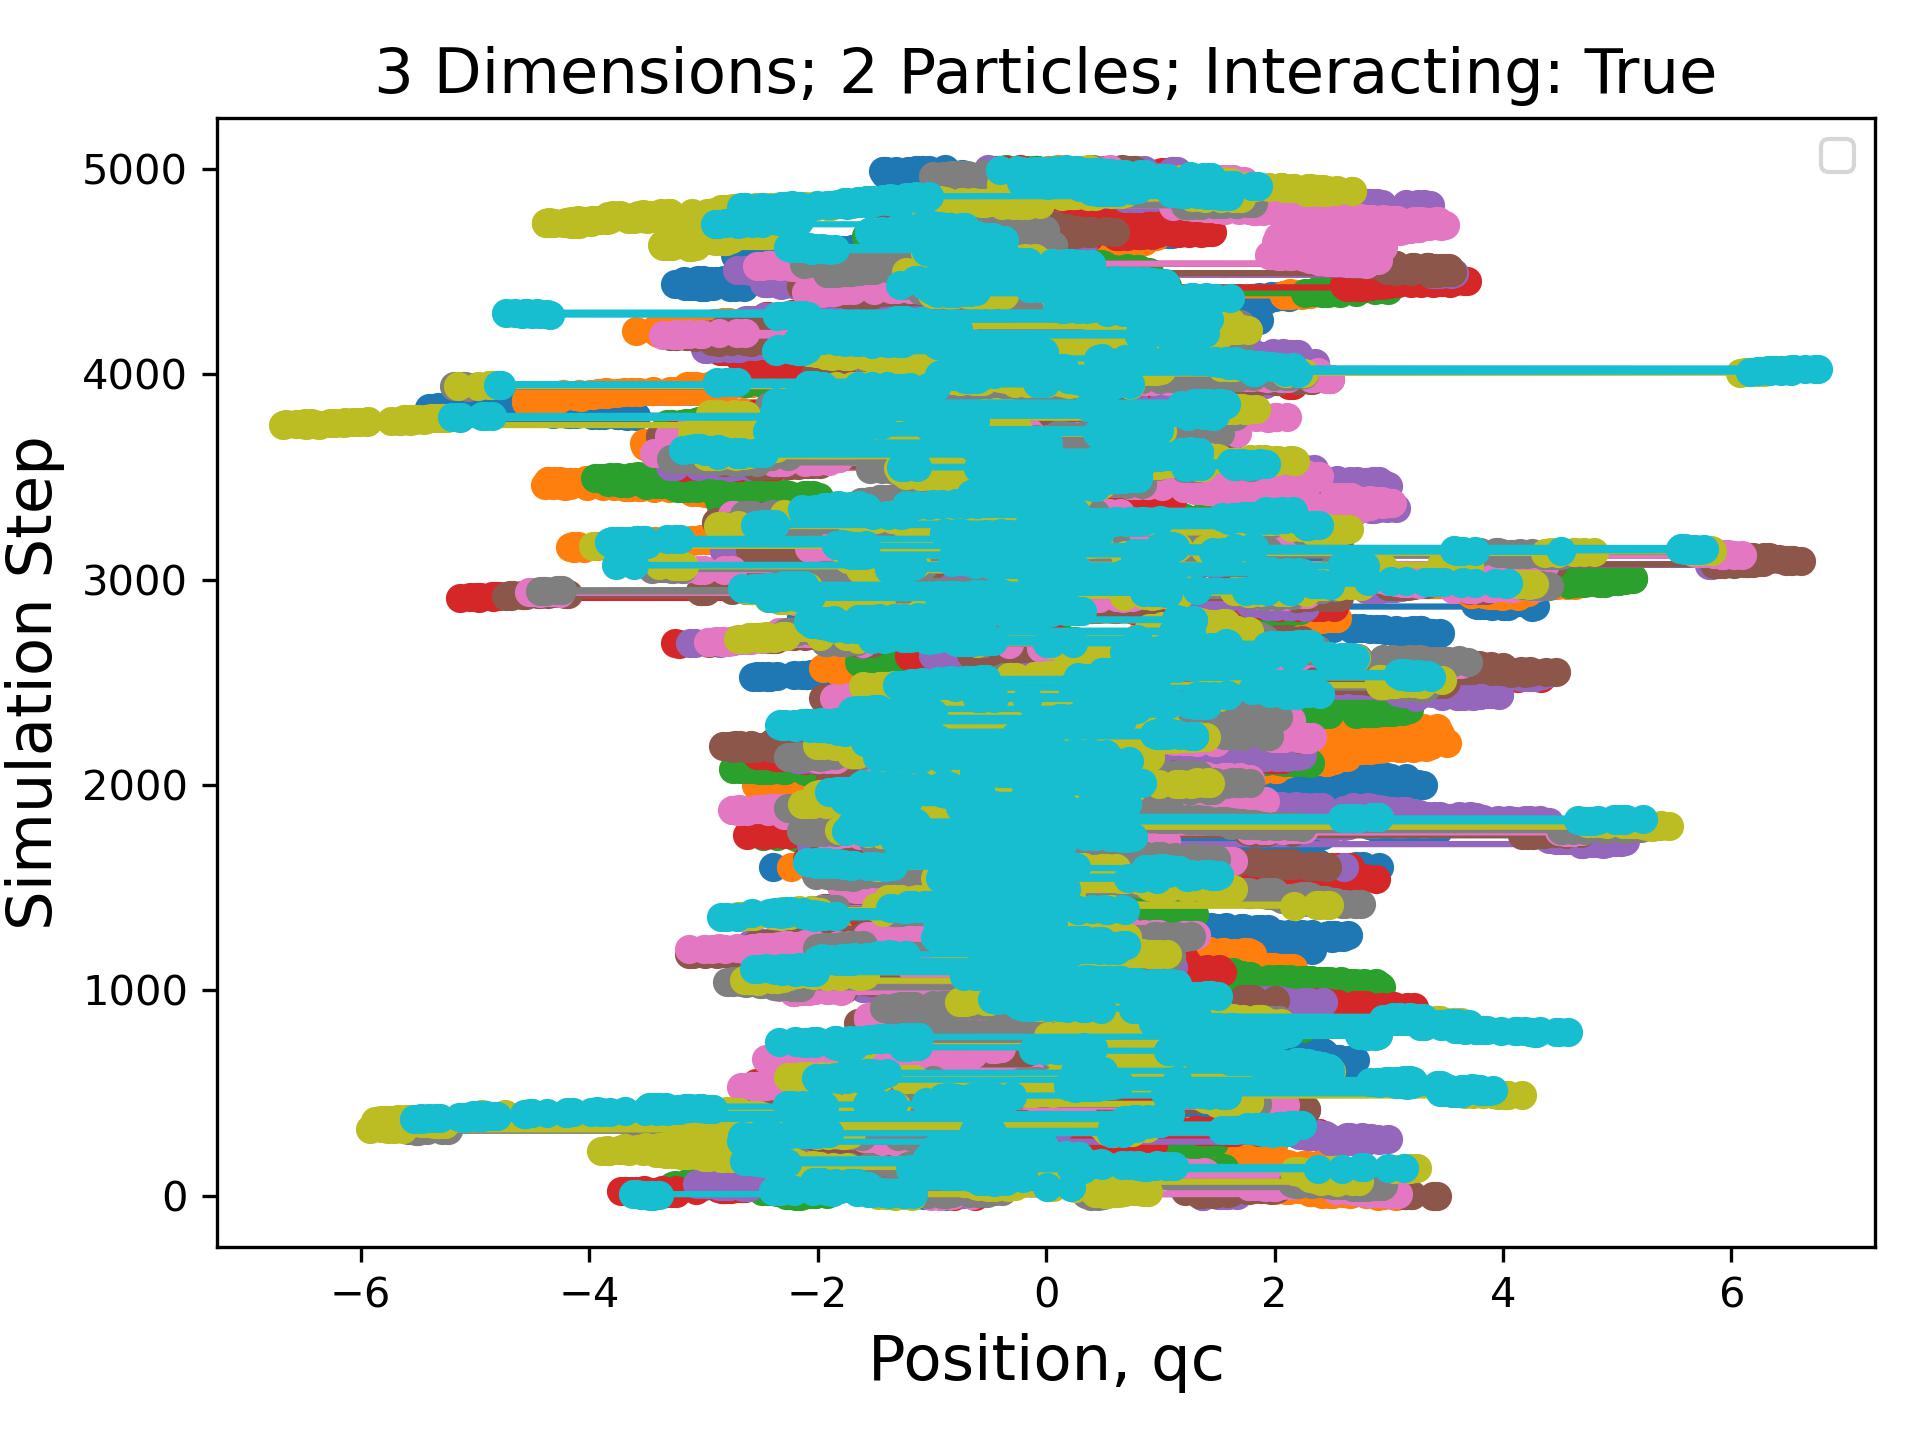 3 Dimensions; 2 Particles; Interacting: True
5000
4000
3000
2000
1000
0
Simulation Step
−6 −4 −2 0 2 4 6
Position, qc